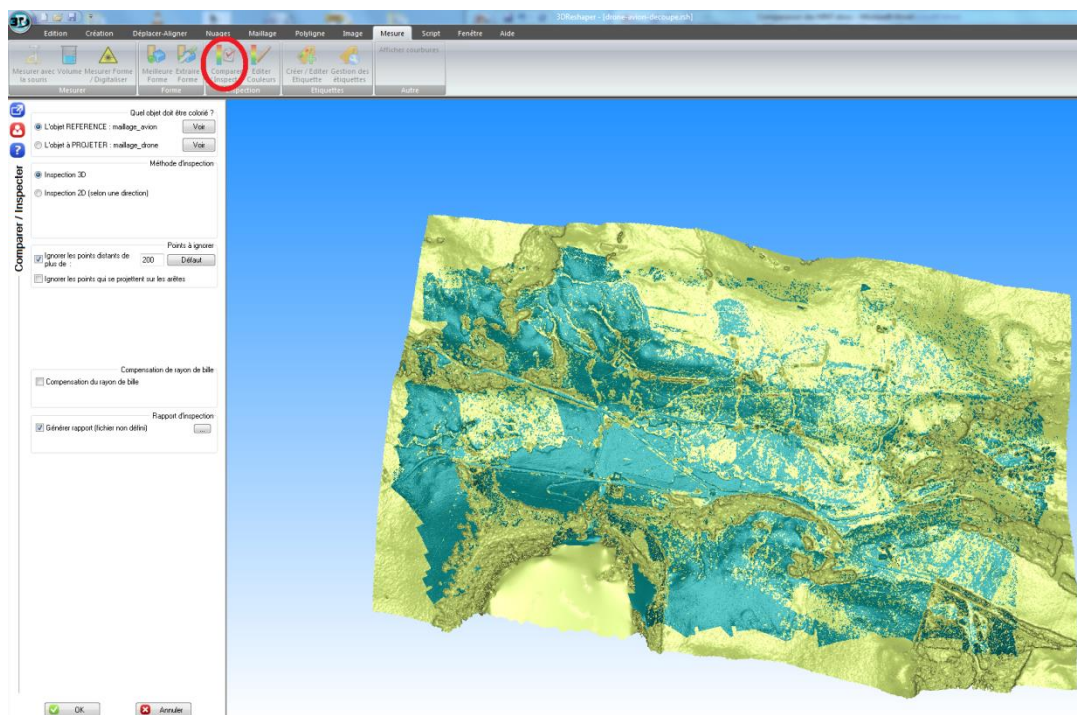 3DReshaper - [drone-avion-decoupe.rsh]
3D
Edition Création Déplacer-Aligner Nuages Maillage Polyligne Image Mesure Script Fenêtre Aide
Mesurer avec la souris
Volume
Mesurer Forme / Digitaliser
Meilleure Forme
Extraire Forme
Comparer Inspecter
Editer Couleurs
Créer / Editer Etiquette
Gestion des étiquettes
Afficher courbures
Mesurer Forme Inspection Etiquettes Autre
Comparer / Inspecter
Quel objet doit être colorié ?
L'objet REFERENCE : maillage_avion Voir
L'objet à PROJETER : maillage_drone Voir
Méthode d'inspection
Inspection 3D
Inspection 2D (selon une direction)
Points à ignorer
Ignorer les points distants de
plus de : 200 Défaut
Ignorer les points qui se projettent sur les arêtes
Compensation de rayon de bille
Compensation du rayon de bille
Rapport d'inspection
Générer rapport (fichier non défini) ...
OK Annuler